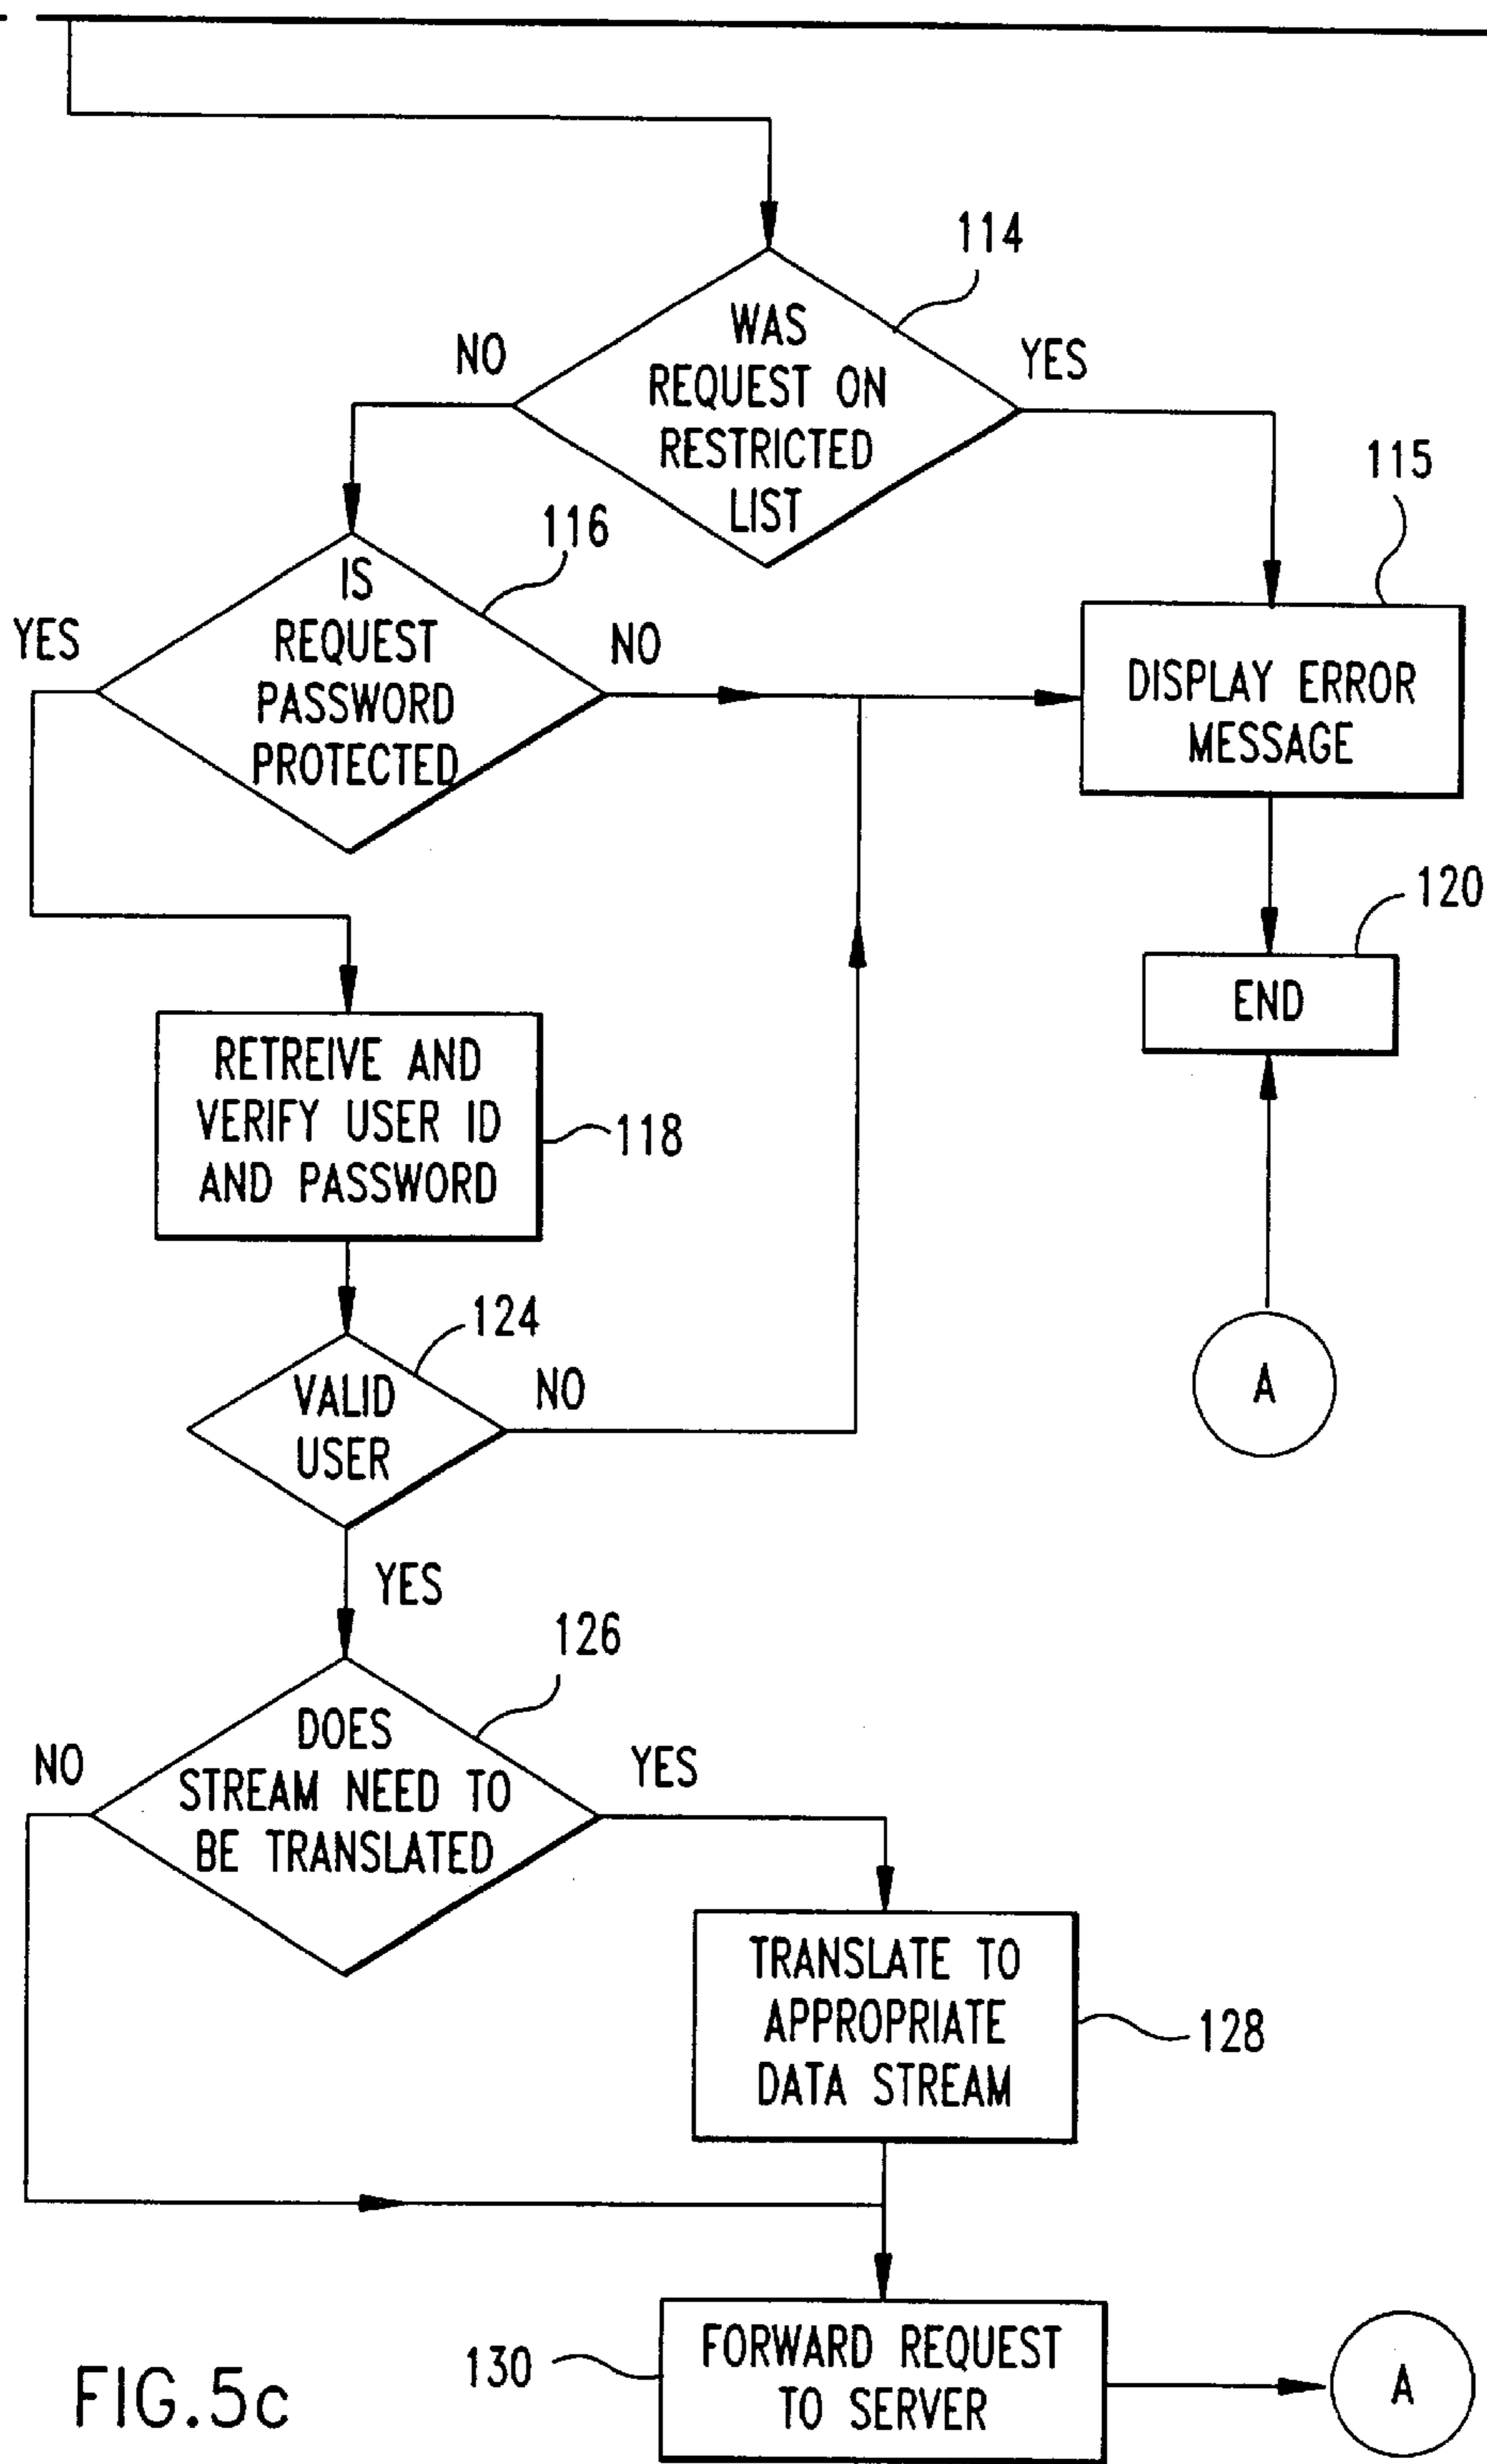 114
WAS
REQUEST ON
RESTRICTED
LIST
NO
YES
115
116
IS
REQUEST
PASSWORD
PROTECTED
YES
NO
DISPLAY ERROR
MESSAGE
120
END
RETREIVE AND
VERIFY USER ID
AND PASSWORD
118
124
VALID
USER
NO
A
YES
126
DOES
STREAM NEED TO
BE TRANSLATED
NO
YES
TRANSLATE TO
APPROPRIATE
DATA STREAM
128
130
FORWARD REQUEST
TO SERVER
A
FIG.5c